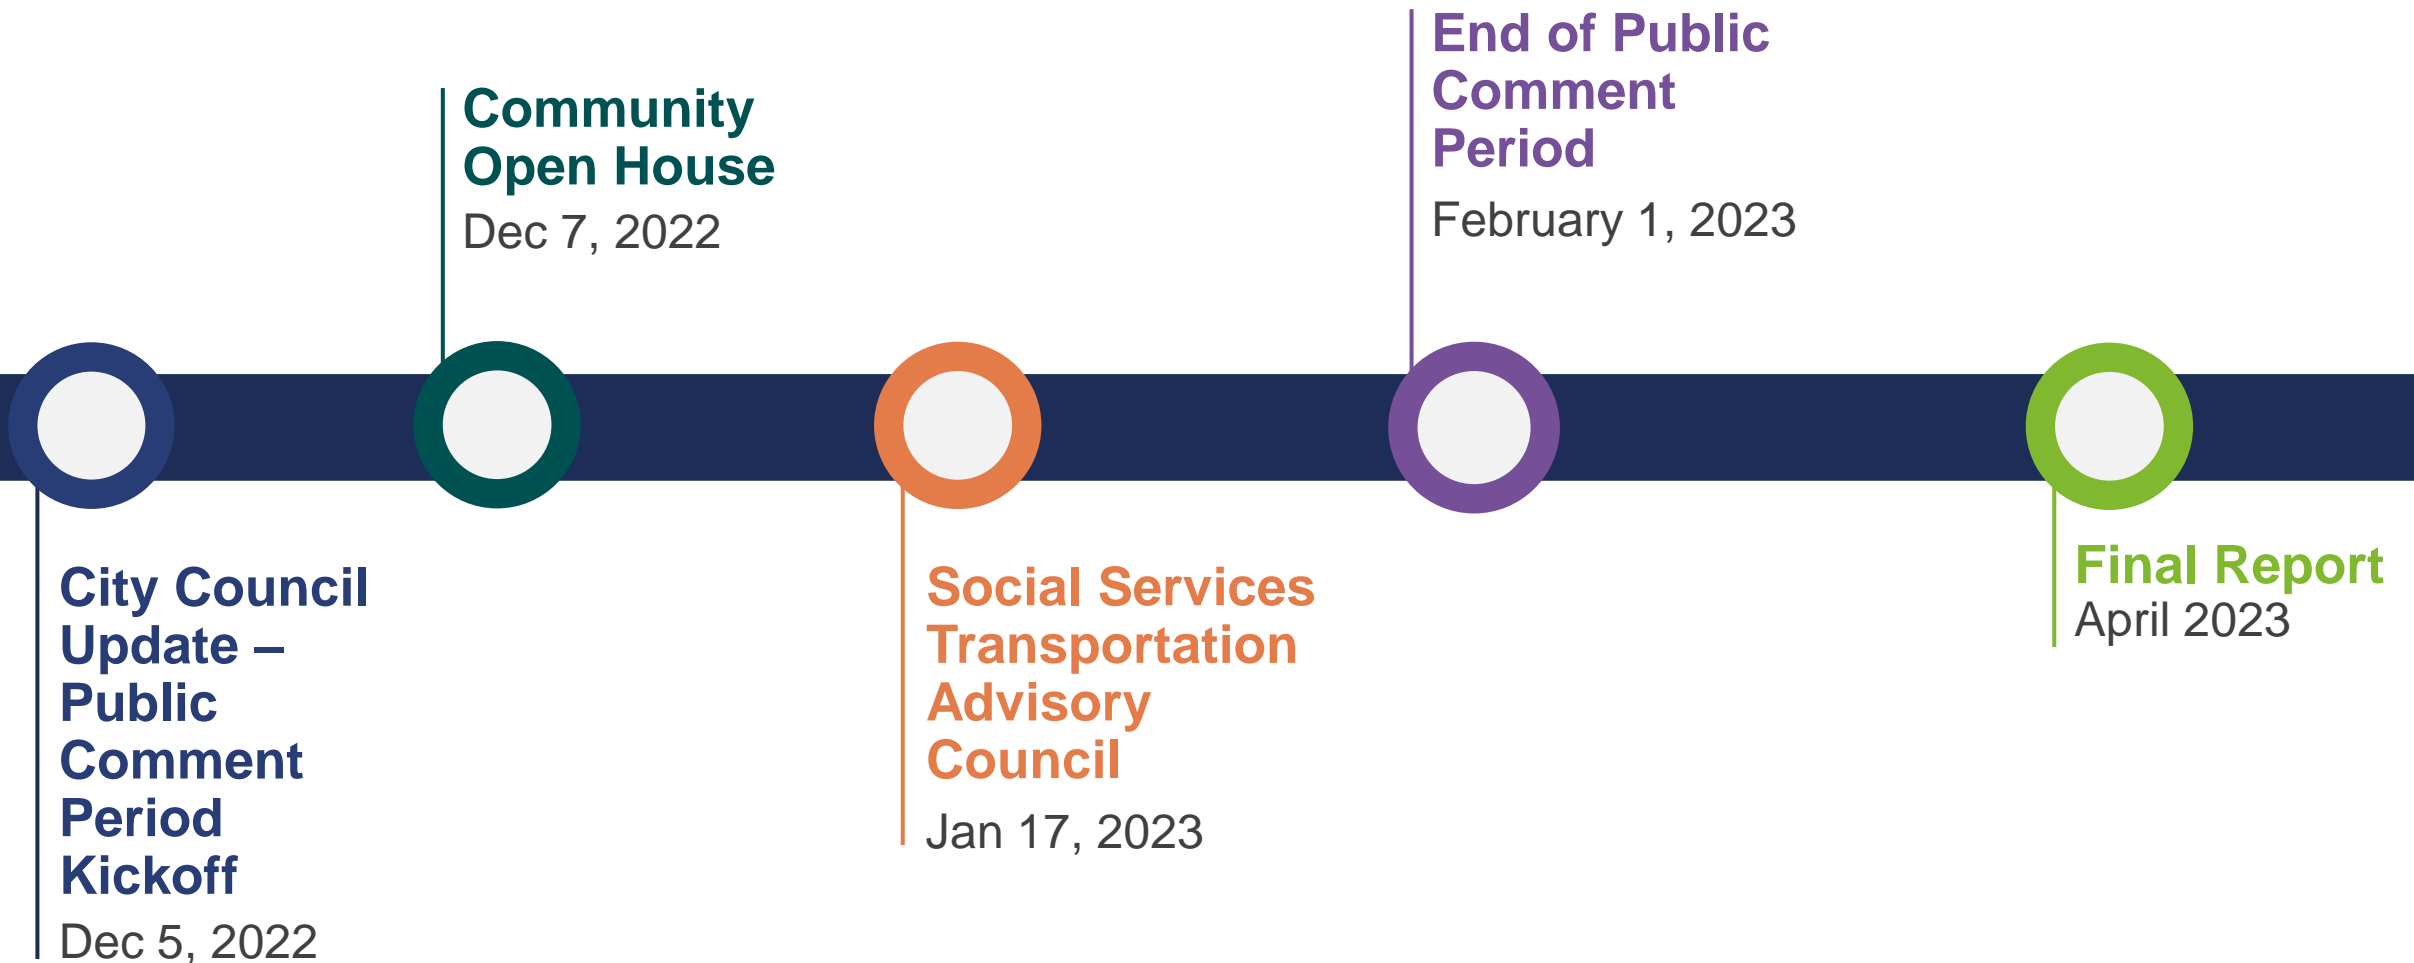 City Council
Update –
Public
Comment
Period
Kickoff
Dec 5, 2022
Community
Open House
Dec 7, 2022
Social Services
Transportation
Advisory
Council
Jan 17, 2023
End of Public
Comment
Period
February 1, 2023
Final Report
April 2023